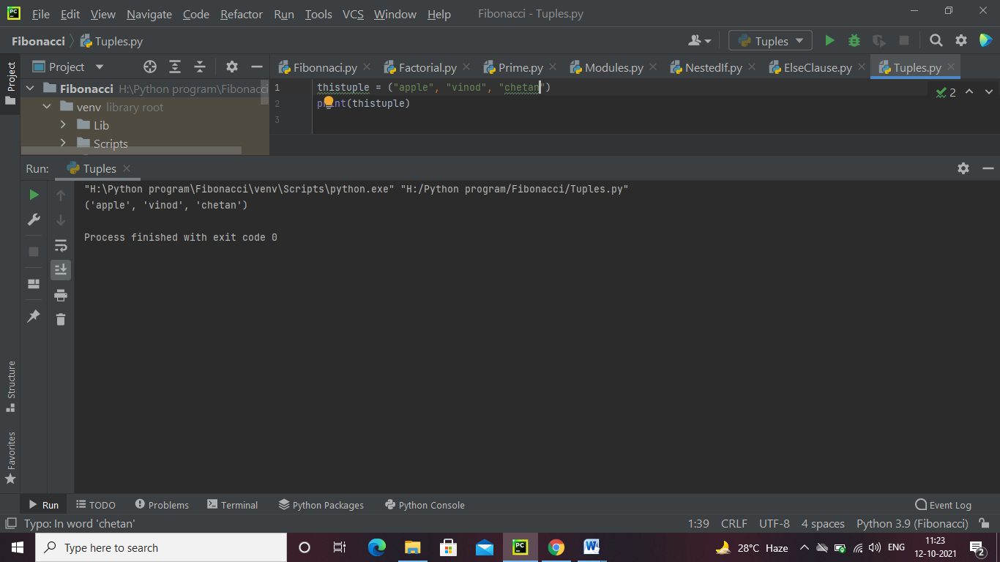 PC File Edit View Navigate Code Refactor Run Tools VCS Window Help Fibonacci - Tuples.py
Fibonacci Tuples.py Tuples
Project Project Fibonnaci.py Factorial.py Prime.py Modules.py NestedIf.py ElseClause.py Tuples.py
Fibonacci H:\Python program\Fibonacci 1 thistuple = ("apple", "vinod", "chetan") 2
venv library root 2 print(thistuple)
Lib 3
Scripts
Run: Tuples
"H:\Python program\Fibonacci\venv\Scripts\python.exe" "H:/Python program/Fibonacci/Tuples.py"
('apple', 'vinod', 'chetan')
Process finished with exit code 0
Structure
Favorites
Run TODO Problems Terminal Python Packages Python Console Event Log
Typo: In word 'chetan' 1:39 CRLF UTF-8 4 spaces Python 3.9 (Fibonacci)
Type here to search PC W 28°C Haze ENG 11:23
12-10-2021 2